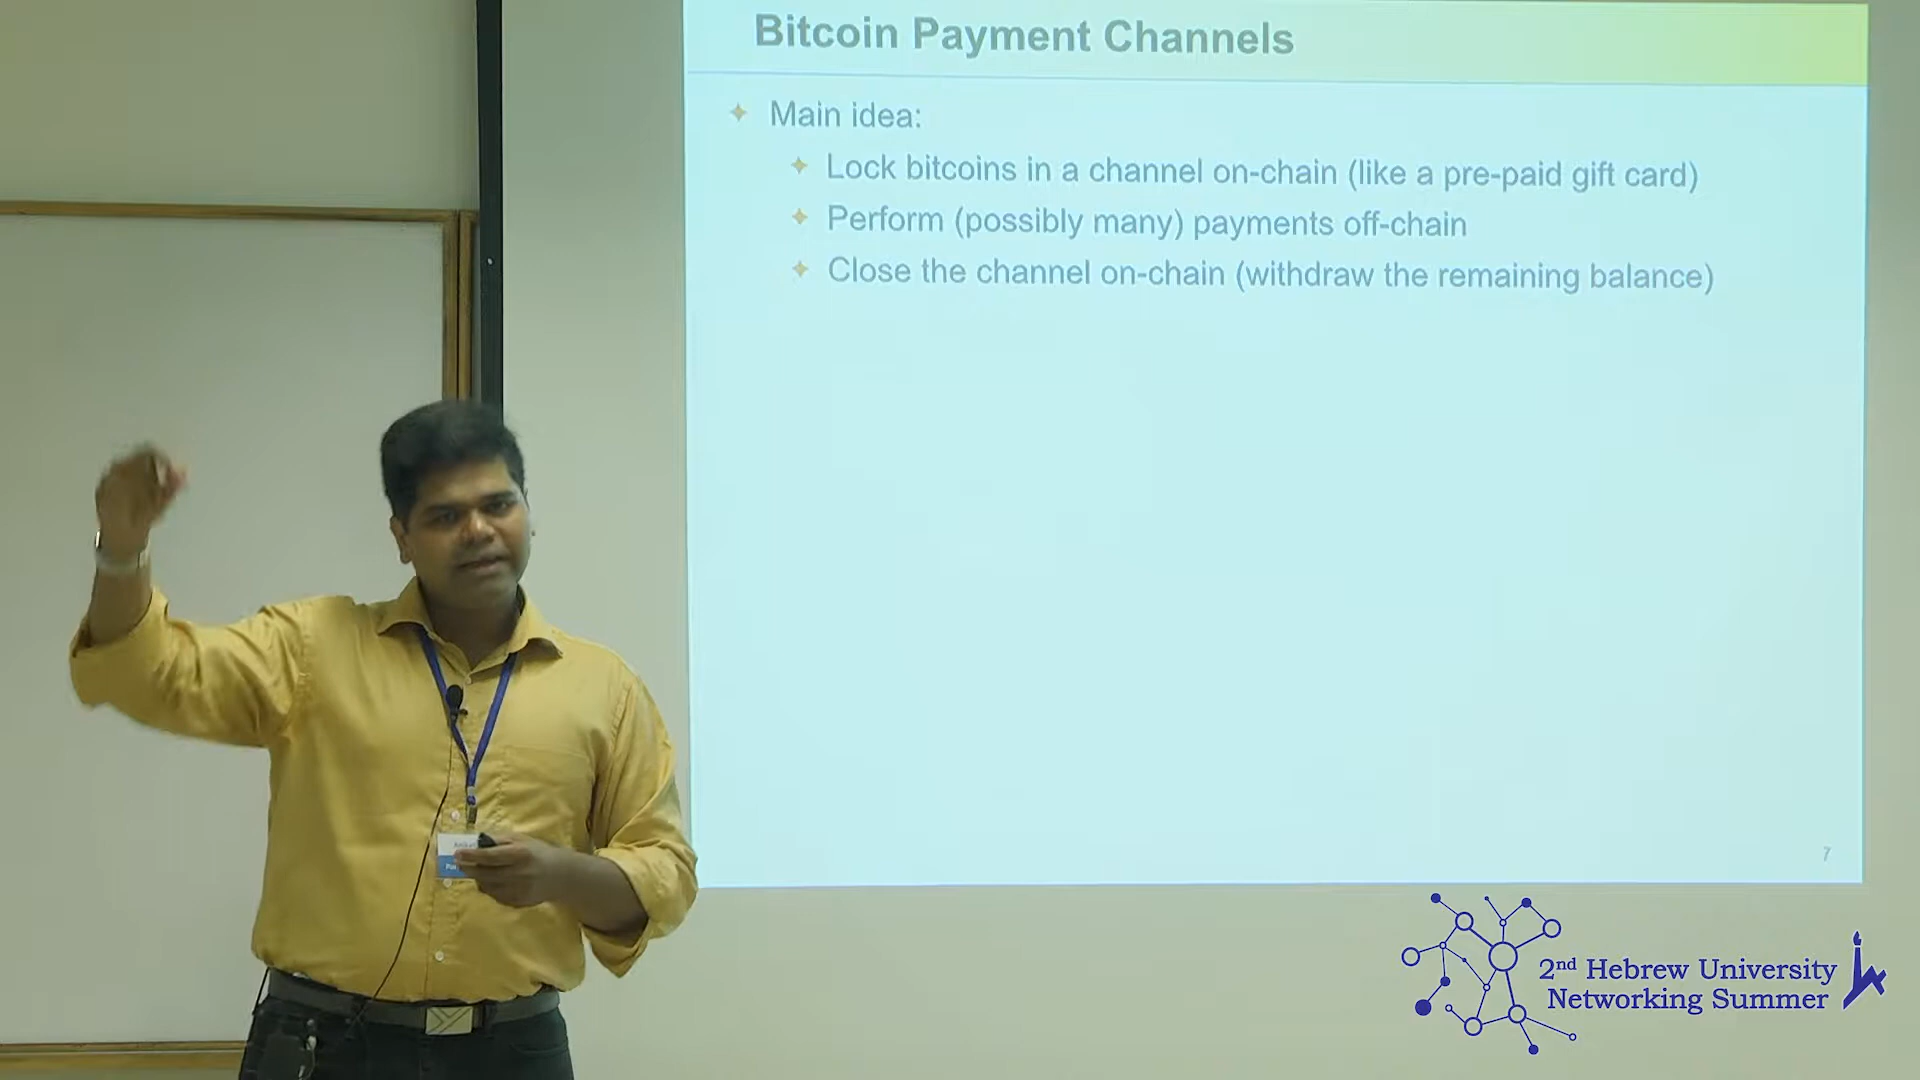 Bitcoin Payment Channels
Main idea:
Lock bitcoins in a channel on-chain (like a pre-paid gift card)
Perform (possibly many) payments off-chain
Close the channel on-chain (withdraw the remaining balance)
7
2nd Hebrew University
Networking Summer